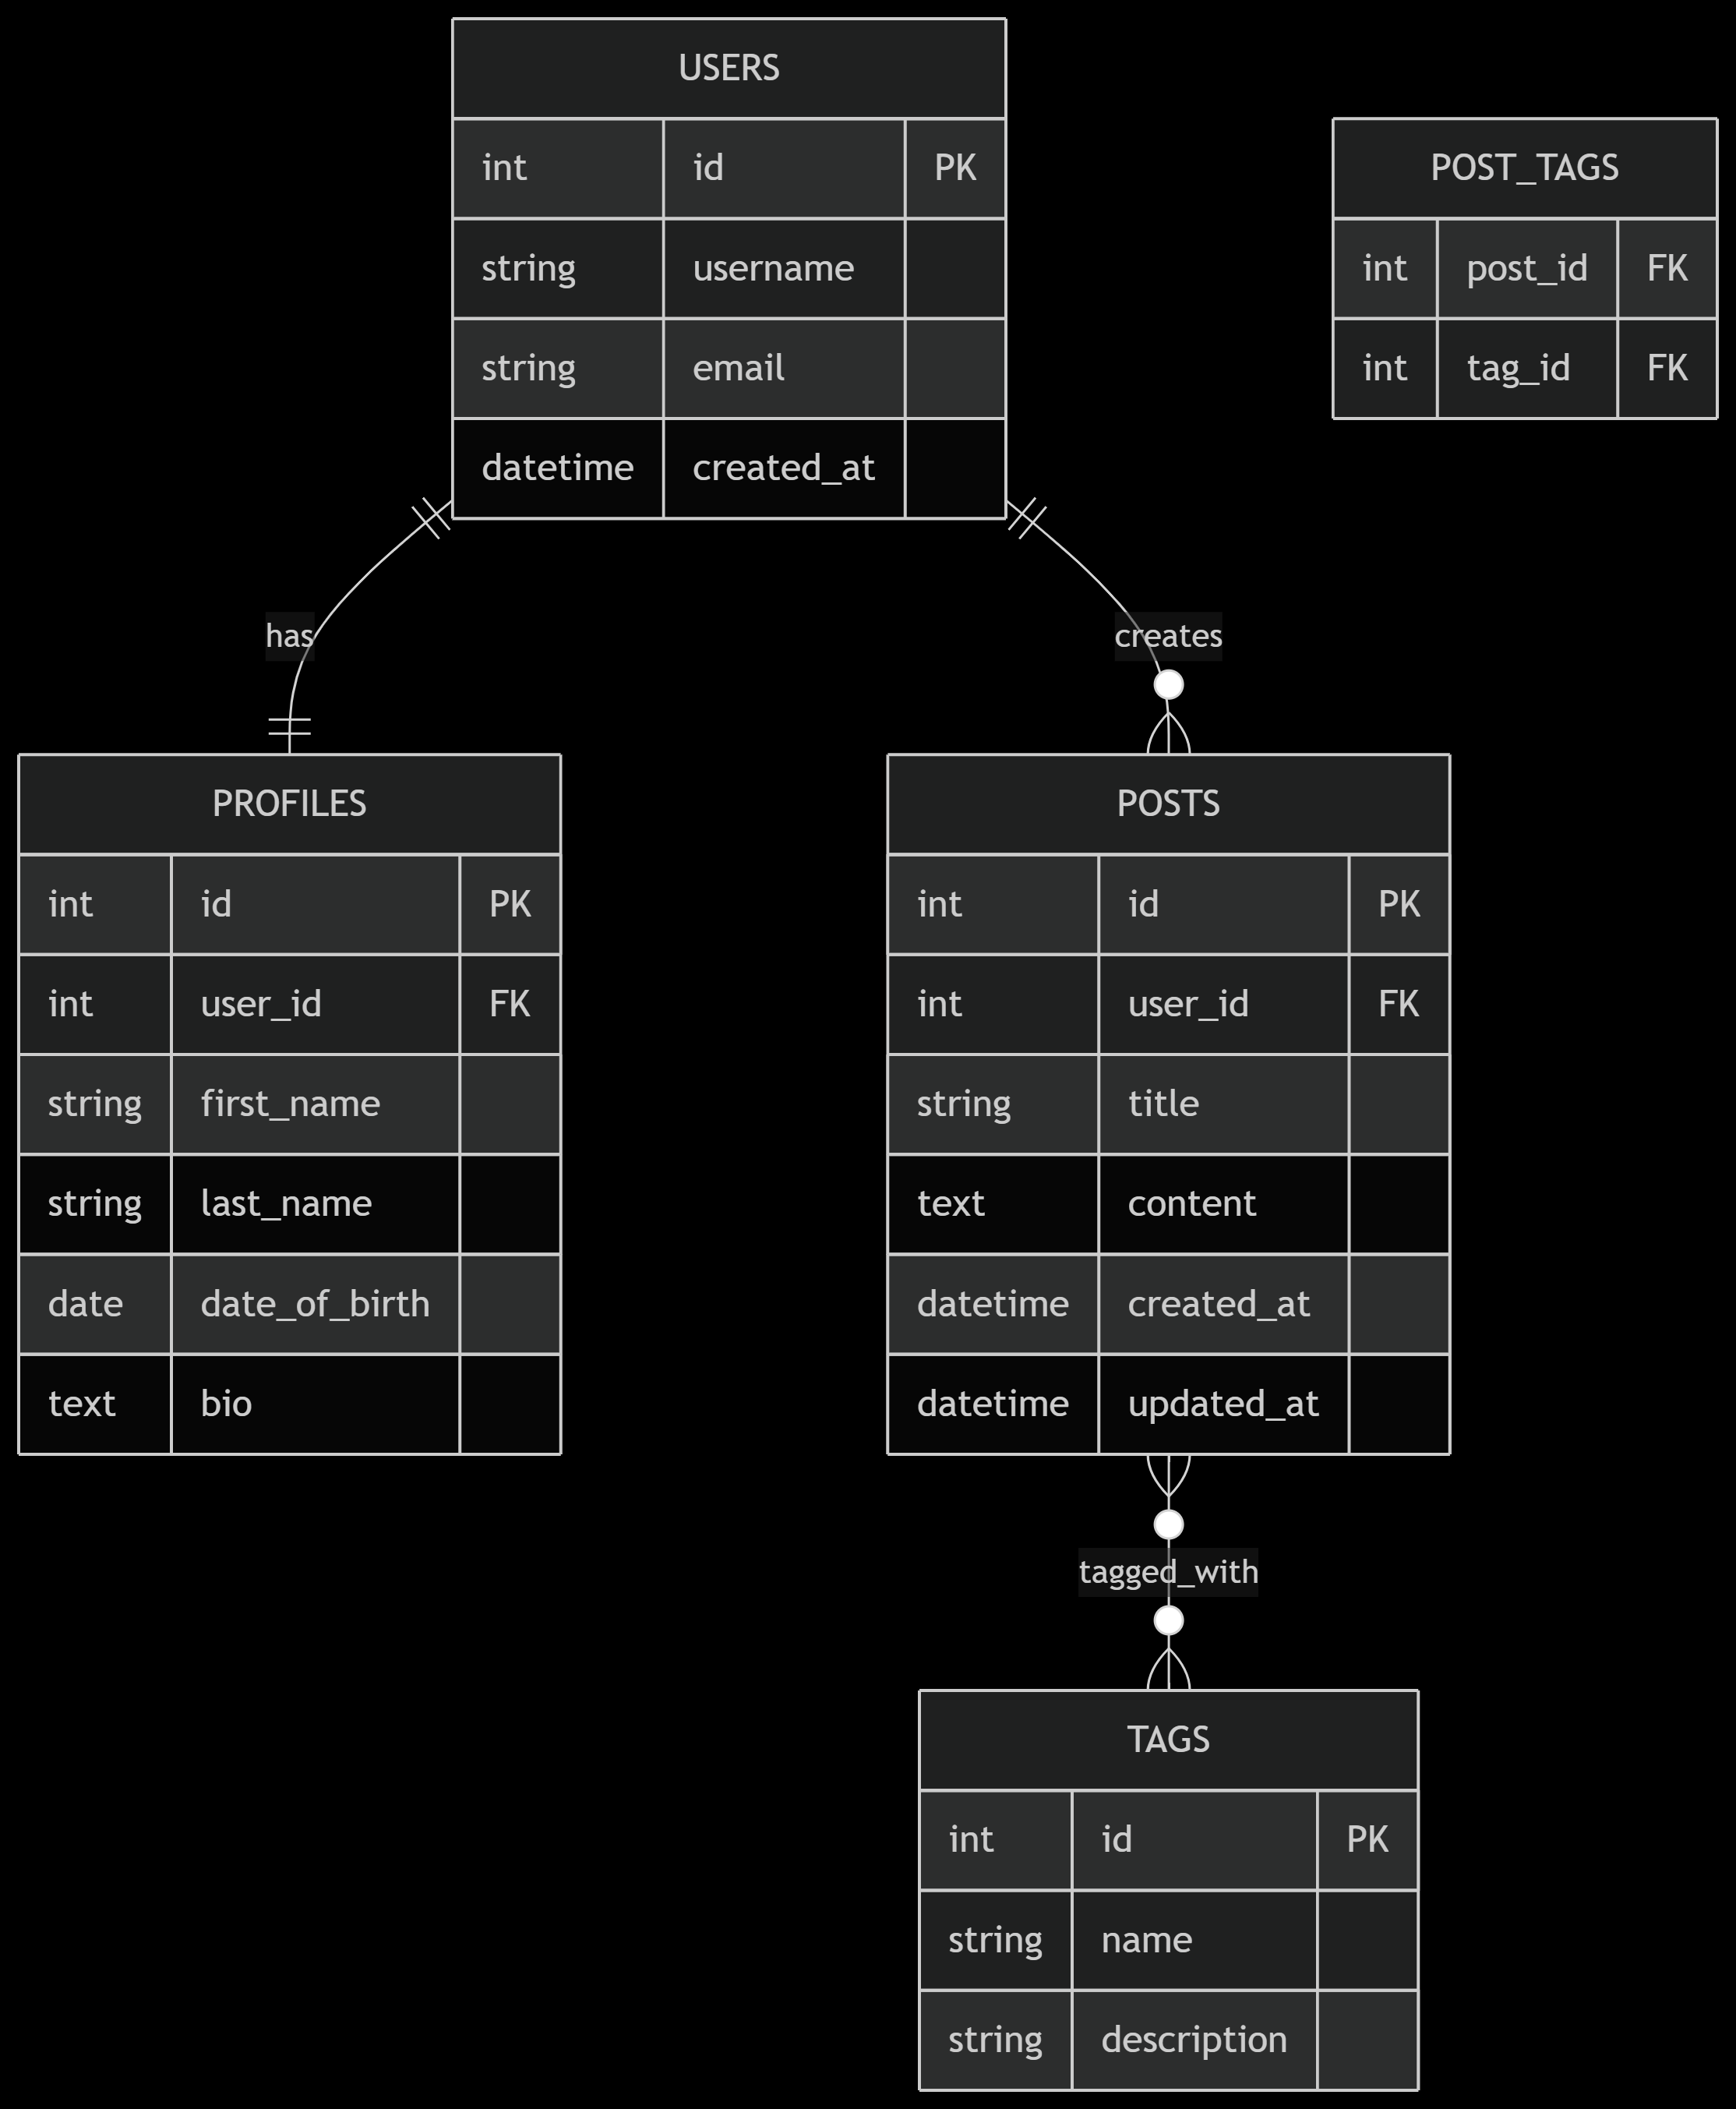 USERS
int id PK
string username
string email
datetime created_at
POST_TAGS
int post_id FK
int tag_id FK
has
creates
PROFILES
int id PK
int user_id FK
string first_name
string last_name
date date_of_birth
text bio
POSTS
int id PK
int user_id FK
string title
text content
datetime created_at
datetime updated_at
tagged_with
TAGS
int id PK
string name
string description